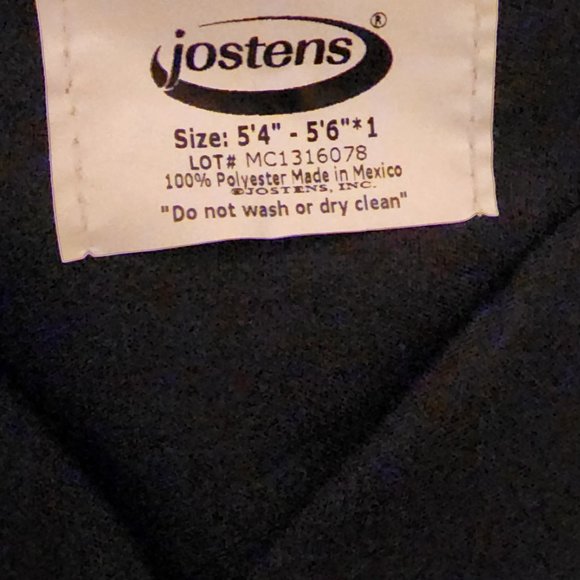 jostens®
Size: 5'4" - 5'6"*1
LOT# MC1316078
100% Polyester Made in Mexico
©JOSTENS, INC.
"Do not wash or dry clean"